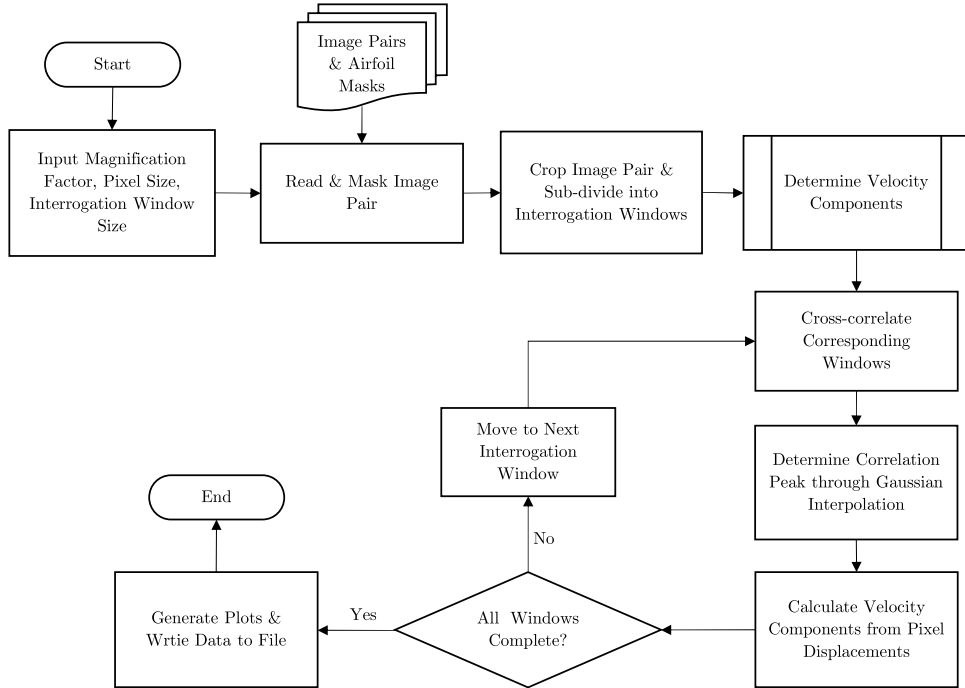 Start
Image Pairs
& Airfoil
Masks
Input Magnification
Factor, Pixel Size,
Interrogation Window
Size
Read & Mask Image
Pair
Crop Image Pair &
Sub-divide into
Interrogation Windows
Determine Velocity
Components
Cross-correlate
Corresponding
Windows
Determine Correlation
Peak through Gaussian
Interpolation
Calculate Velocity
Components from Pixel
Displacements
All Windows
Complete?
No
Move to Next
Interrogation
Window
Yes
Generate Plots &
Wrtie Data to File
End